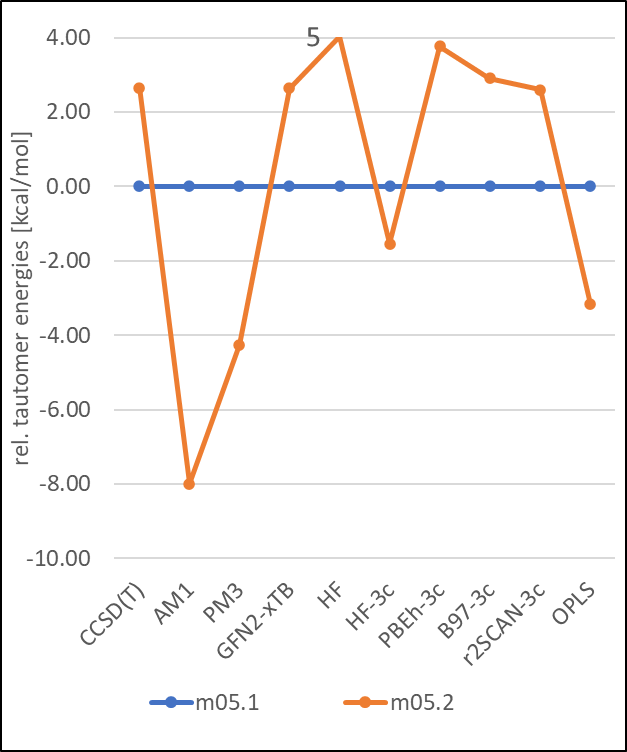 5
4.00
2.00
0.00
-2.00
-4.00
-6.00
-8.00
-10.00
rel. tautomer energies [kcal/mol]
CCSD(T)
AM1
PM3
GFN2-xTB
HF
HF-3c
PBEh-3c
B97-3c
r2SCAN-3c
OPLS
m05.1
m05.2